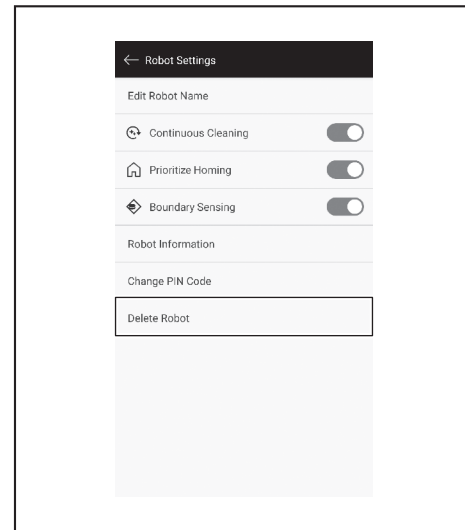 Robot Settings
Edit Robot Name
Continuous Cleaning
Prioritize Homing
Boundary Sensing
Robot Information
Change PIN Code
Delete Robot